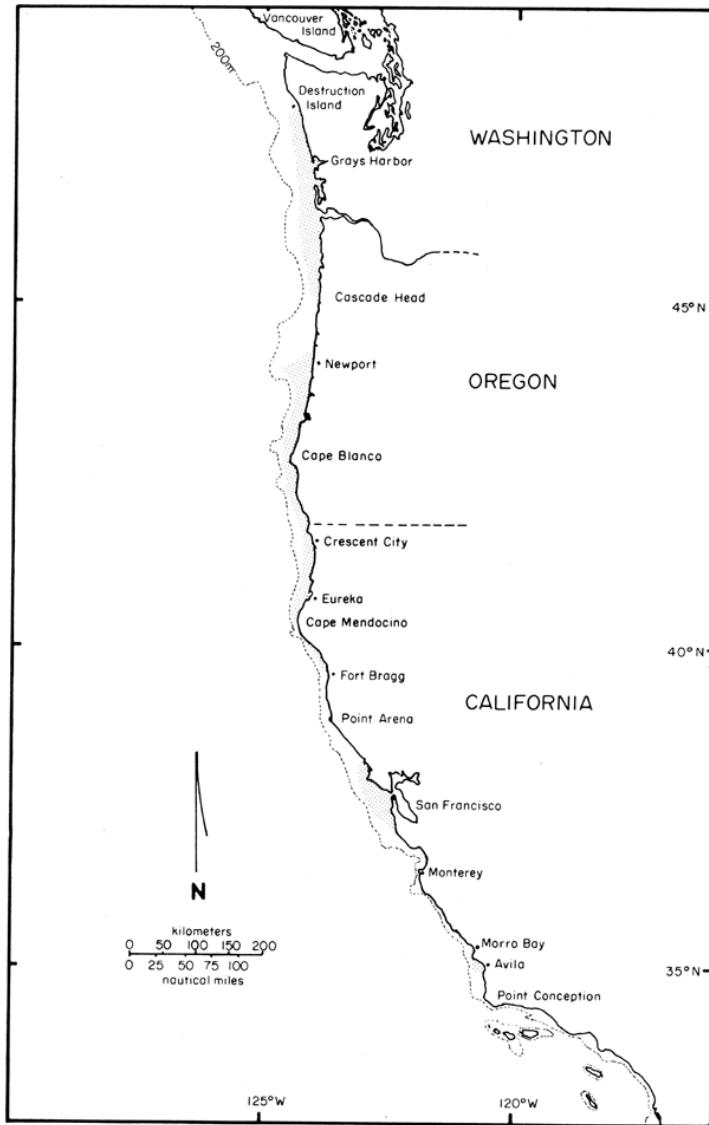 Vancouver
Island
200m
Destruction
Island
WASHINGTON
Grays Harbor
Cascade Head
45°N
Newport
OREGON
Cape Blanco
Crescent City
Eureka
Cape Mendocino
40°N
Fort Bragg
CALIFORNIA
Point Arena
San Francisco
Monterey
N
kilometers
0 50 100 150 200
0 25 50 75 100
nautical miles
Morro Bay
Avila
35°N
Point Conception
125°W
120°W